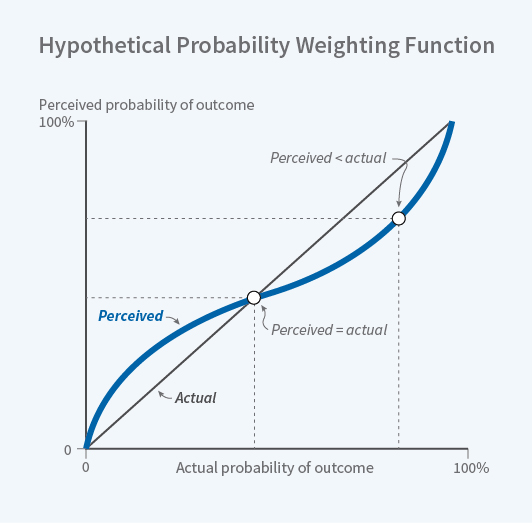 Hypothetical Probability Weighting Function
Perceived probability of outcome
100%
Perceived < actual
Perceived
Perceived = actual
Actual
0
0
Actual probability of outcome
100%